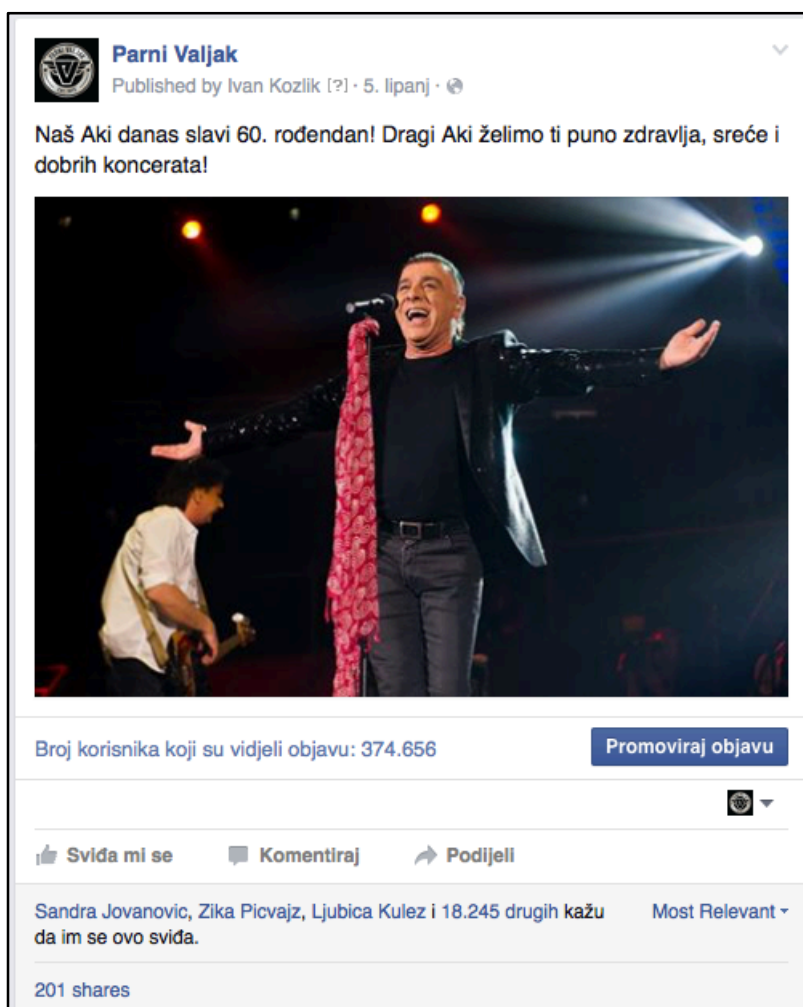 Parni Valjak
Published by Ivan Kozlik [?] · 5. lipanj ·
Naš Aki danas slavi 60. rođendan! Dragi Aki želimo ti puno zdravlja, sreće i
dobrih koncerata!
Broj korisnika koji su vidjeli objavu: 374.656
Promoviraj objavu
Sviđa mi se Komentiraj Podijeli
Sandra Jovanovic, Zika Picvajz, Ljubica Kulez i 18.245 drugih kažu
da im se ovo sviđa.
Most Relevant
201 shares